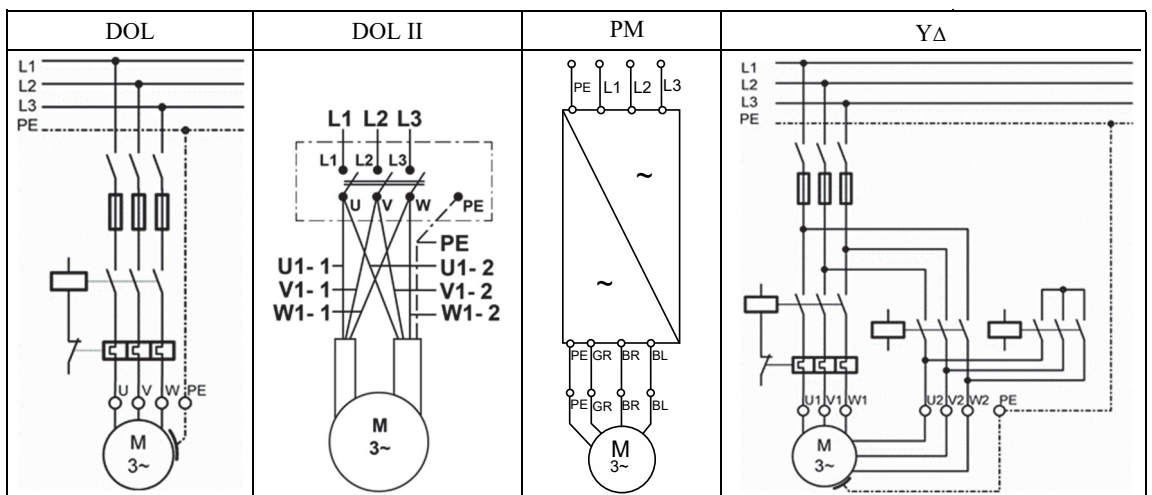 DOL
DOL II
PM
YΔ
L1
L2
L3
PE
U V W PE
M
3~
L1 L2 L3
L1 L2 L3
U V W PE
PE
U1- 1 U1- 2
V1- 1 V1- 2
W1- 1 W1- 2
M
3~
PE L1 L2 L3
~
~
PE GR BR BL
PE GR BR BL
M
3~
L1
L2
L3
PE
U1 V1 W1 U2 V2 W2 PE
M
3~